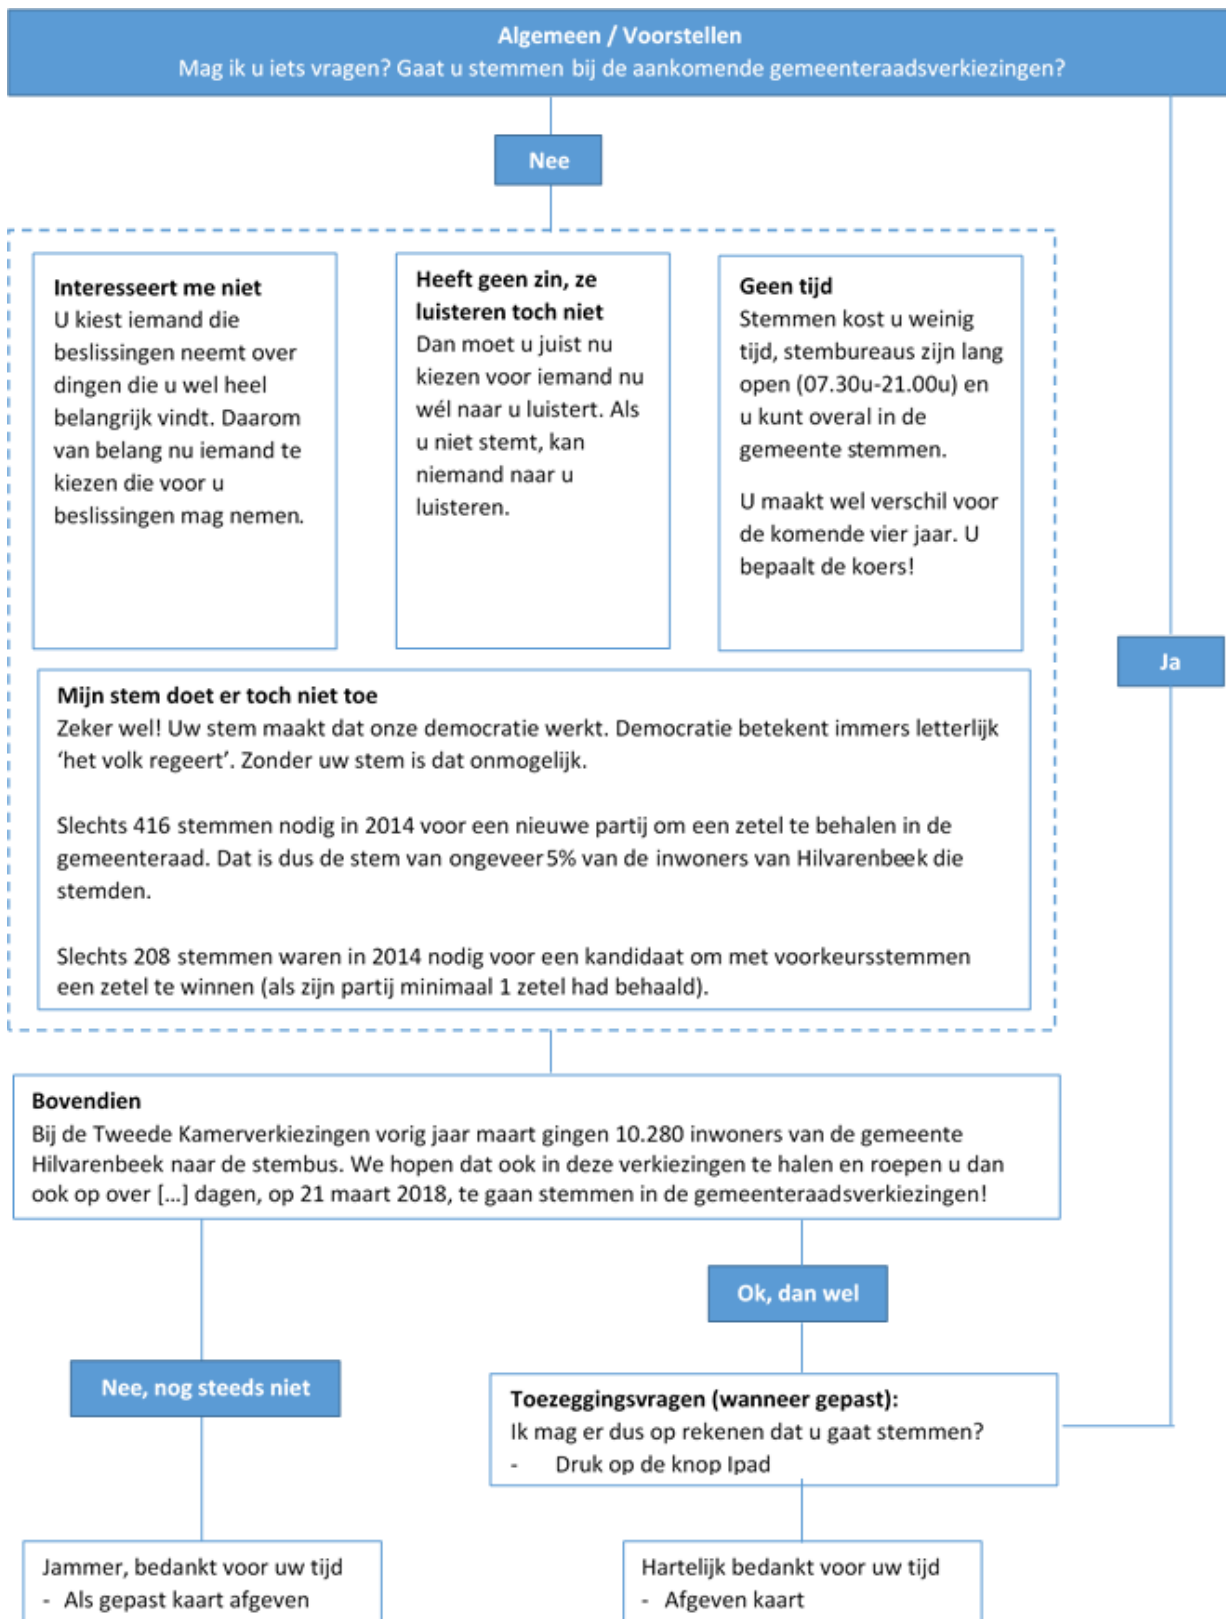 Algemeen / Voorstellen
Mag ik u iets vragen? Gaat u stemmen bij de aankomende gemeenteraadsverkiezingen?
Nee
Interesseert me niet
U kiest iemand die
beslissingen neemt over
dingen die u wel heel
belangrijk vindt. Daarom
van belang nu iemand te
kiezen die voor u
beslissingen mag nemen.
Heeft geen zin, ze
luisteren toch niet
Dan moet u juist nu
kiezen voor iemand nu
wél naar u luistert. Als
u niet stemt, kan
niemand naar u
luisteren.
Geen tijd
Stemmen kost u weinig
tijd, stembureaus zijn lang
open (07.30u-21.00u) en
u kunt overal in de
gemeente stemmen.
U maakt wel verschil voor
de komende vier jaar. U
bepaalt de koers!
Ja
Mijn stem doet er toch niet toe
Zeker wel! Uw stem maakt dat onze democratie werkt. Democratie betekent immers letterlijk
‘het volk regeert’. Zonder uw stem is dat onmogelijk.
Slechts 416 stemmen nodig in 2014 voor een nieuwe partij om een zetel te behalen in de
gemeenteraad. Dat is dus de stem van ongeveer 5% van de inwoners van Hilvarenbeek die
stemden.
Slechts 208 stemmen waren in 2014 nodig voor een kandidaat om met voorkeursstemmen
een zetel te winnen (als zijn partij minimaal 1 zetel had behaald).
Bovendien
Bij de Tweede Kamerverkiezingen vorig jaar maart gingen 10.280 inwoners van de gemeente
Hilvarenbeek naar de stembus. We hopen dat ook in deze verkiezingen te halen en roepen u dan
ook op over [...] dagen, op 21 maart 2018, te gaan stemmen in de gemeenteraadsverkiezingen!
Ok, dan wel
Nee, nog steeds niet
Toezeggingsvragen (wanneer gepast):
Ik mag er dus op rekenen dat u gaat stemmen?
- Druk op de knop Ipad
Jammer, bedankt voor uw tijd
- Als gepast kaart afgeven
Hartelijk bedankt voor uw tijd
- Afgeven kaart